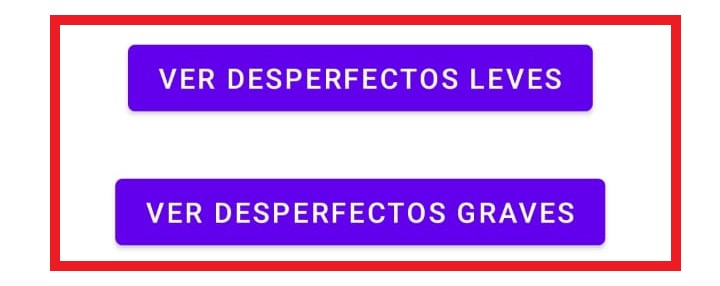 VER DESPERFECTOS LEVES
VER DESPERFECTOS GRAVES